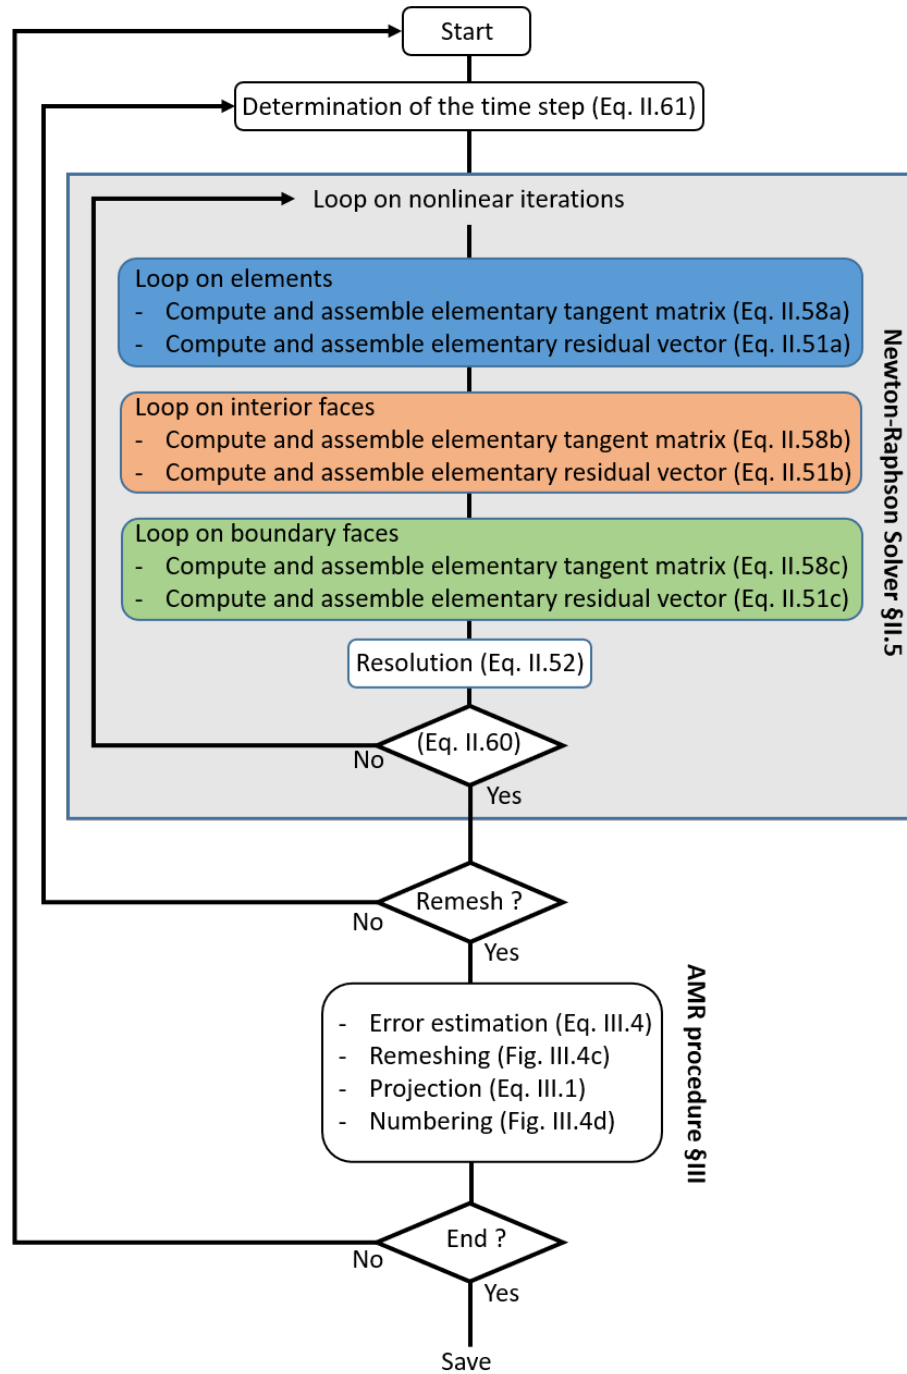 Start
Determination of the time step (Eq. II.61)
Loop on nonlinear iterations
Loop on elements
- Compute and assemble elementary tangent matrix (Eq. II.58a)
- Compute and assemble elementary residual vector (Eq. II.51a)
Loop on interior faces
- Compute and assemble elementary tangent matrix (Eq. II.58b)
- Compute and assemble elementary residual vector (Eq. II.51b)
Loop on boundary faces
- Compute and assemble elementary tangent matrix (Eq. II.58c)
- Compute and assemble elementary residual vector (Eq. II.51c)
Newton-Raphson Solver §II.5
Resolution (Eq. II.52)
(Eq. II.60)
No
Yes
Remesh ?
No
Yes
- Error estimation (Eq. III.4)
- Remeshing (Fig. III.4c)
- Projection (Eq. III.1)
- Numbering (Fig. III.4d)
AMR procedure §III
End ?
No
Yes
Save